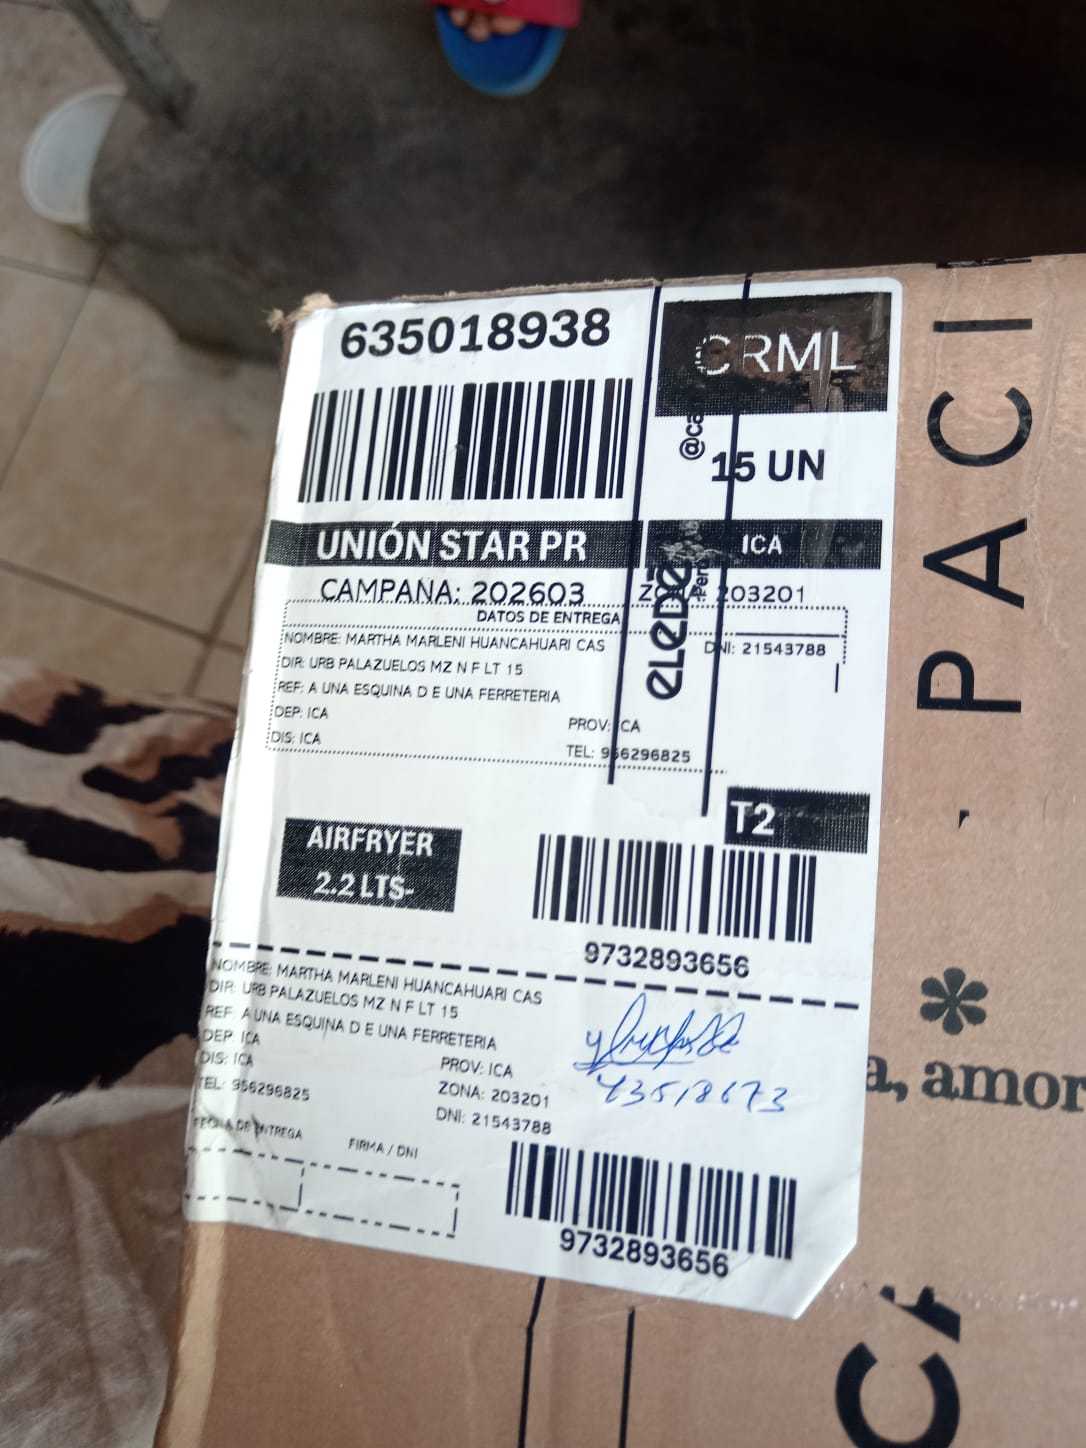 635018938
CRML
15 UN
UNIÓN STAR PR
ICA
CAMPAÑA: 202603
203201
DATOS DE ENTREGA
NOMBRE: MARTHA MARLENI HUANCAHUARI CAS
DNI: 21543788
DIR: URB PALAZUELOS MZ N F LT 15
REF: A UNA ESQUINA D E UNA FERRETERIA
DEP: ICA
PROV: ICA
DIS: ICA
TEL: 956296825
T2
AIRFRYER
2.2 LTS-
9732893656
NOMBRE: MARTHA MARLENI HUANCAHUARI CAS
DIR: URB PALAZUELOS MZ N F LT 15
REF: A UNA ESQUINA D E UNA FERRETERIA
DEP: ICA
PROV: ICA
DIS: ICA
ZONA: 203201
TEL: 956296825
DNI: 21543788
43518673
FECHA DE ENTREGA
FIRMA / DNI
9732893656
eLeDé
Perú
PACI
a, amor